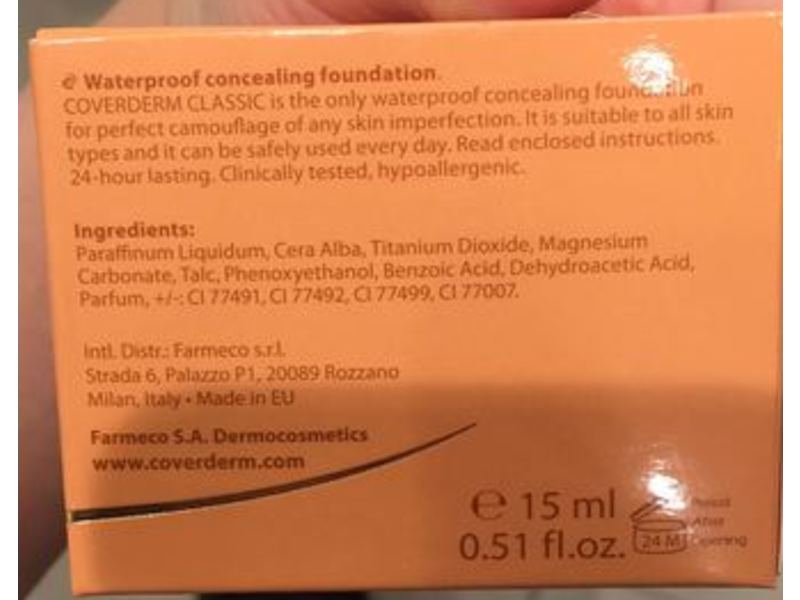 e Waterproof concealing foundation.
COVERDERM CLASSIC is the only waterproof concealing foundation
for perfect camouflage of any skin imperfection. It is suitable to all skin
types and it can be safely used every day. Read enclosed instructions.
24-hour lasting. Clinically tested, hypoallergenic.
Ingredients:
Paraffinum Liquidum, Cera Alba, Titanium Dioxide, Magnesium
Carbonate, Talc, Phenoxyethanol, Benzoic Acid, Dehydroacetic Acid,
Parfum, +/-: CI 77491, CI 77492, CI 77499, CI 77007.
Intl. Distr.: Farmeco s.r.l.
Strada 6, Palazzo P1, 20089 Rozzano
Milan, Italy • Made in EU
Farmeco S.A. Dermocosmetics
www.coverderm.com
℮ 15 ml
0.51 fl.oz.
Period
After
24 M Opening